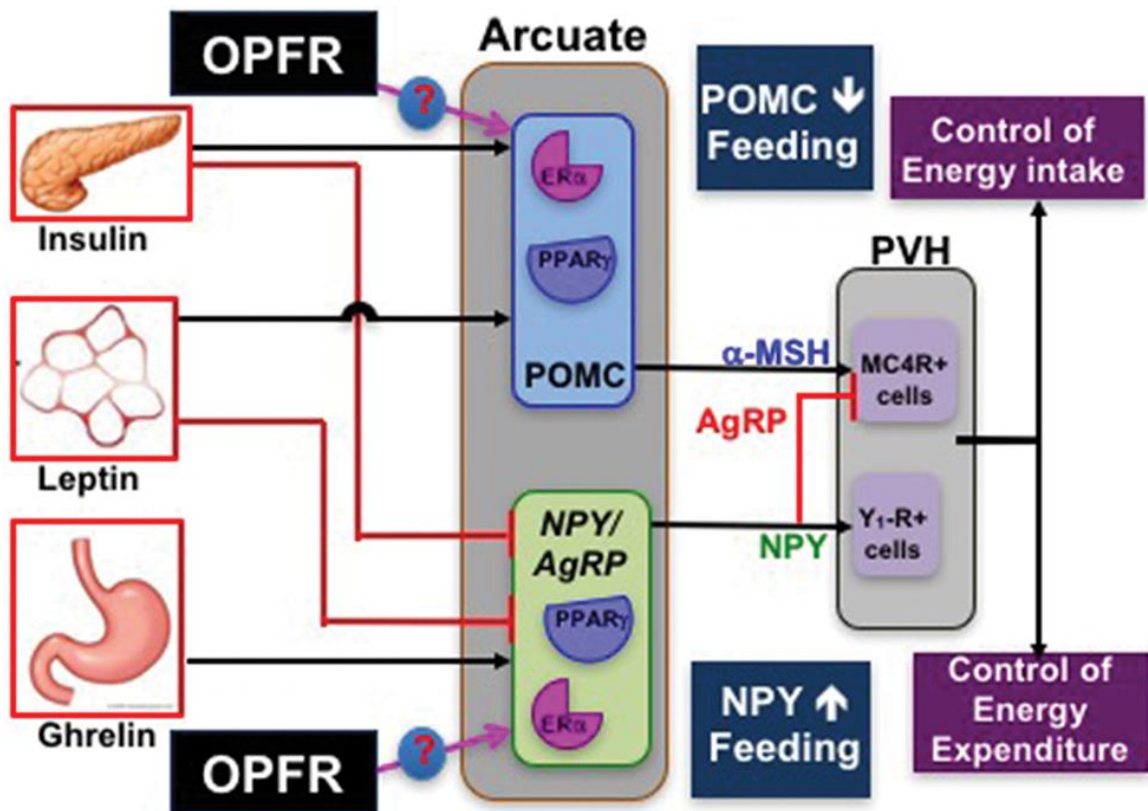 OPFR
?
Insulin
Leptin
Ghrelin
OPFR
?
Arcuate
ERα
PPARγ
POMC
NPY/
AgRP
PPARγ
ERα
POMC ↓
Feeding
α-MSH
AgRP
NPY
NPY ↑
Feeding
PVH
MC4R+
cells
Y₁-R+
cells
Control of
Energy intake
Control of
Energy
Expenditure